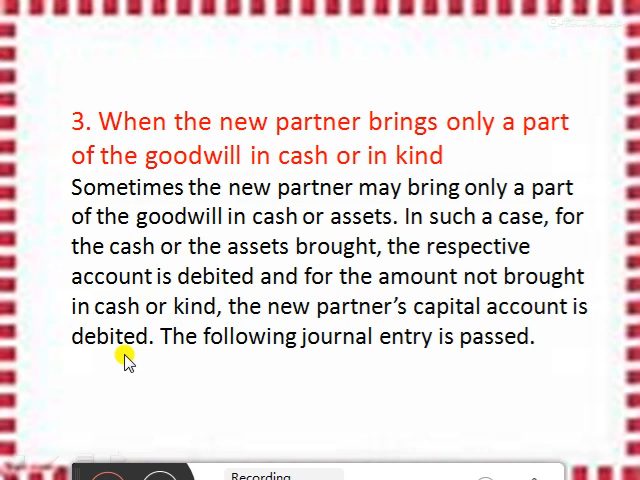 3. When the new partner brings only a part
of the goodwill in cash or in kind
Sometimes the new partner may bring only a part
of the goodwill in cash or assets. In such a case, for
the cash or the assets brought, the respective
account is debited and for the amount not brought
in cash or kind, the new partner's capital account is
debited. The following journal entry is passed.
Recording